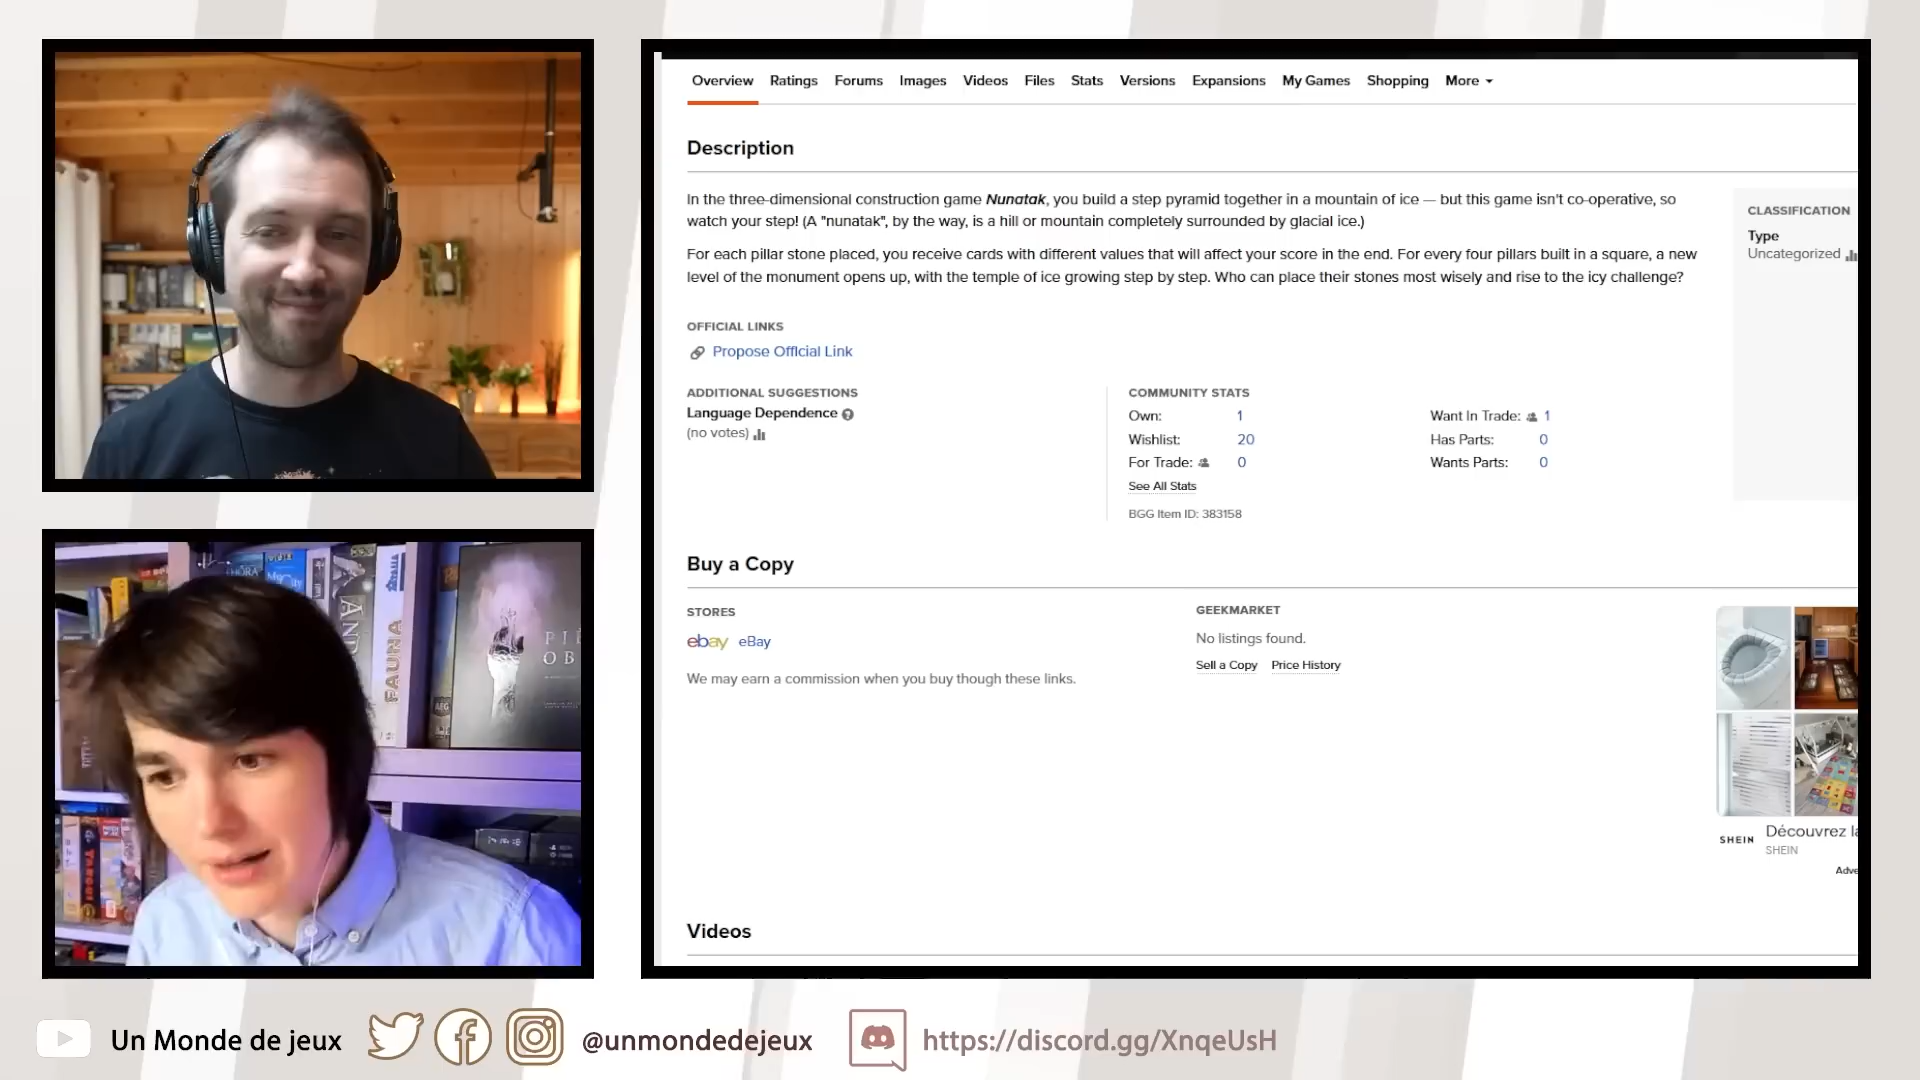 Overview Ratings Forums Images Videos Files Stats Versions Expansions My Games Shopping More
Description
In the three-dimensional construction game Nunatak, you build a step pyramid together in a mountain of ice — but this game isn't co-operative, so
watch your step! (A "nunatak", by the way, is a hill or mountain completely surrounded by glacial ice.)
For each pillar stone placed, you receive cards with different values that will affect your score in the end. For every four pillars built in a square, a new
level of the monument opens up, with the temple of ice growing step by step. Who can place their stones most wisely and rise to the icy challenge?
CLASSIFICATION
Type
Uncategorized
OFFICIAL LINKS
Propose Official Link
ADDITIONAL SUGGESTIONS
Language Dependence
(no votes)
COMMUNITY STATS
Own: 1
Wishlist: 20
For Trade: 0
Want In Trade: 1
Has Parts: 0
Wants Parts: 0
See All Stats
BGG Item ID: 383158
Buy a Copy
STORES
ebay eBay
We may earn a commission when you buy though these links.
GEEKMARKET
No listings found.
Sell a Copy Price History
SHEIN
Découvrez la
SHEIN
Adve
Videos
FAUNA
AEG
Un Monde de jeux
@unmondedejeux
https://discord.gg/XnqeUsH